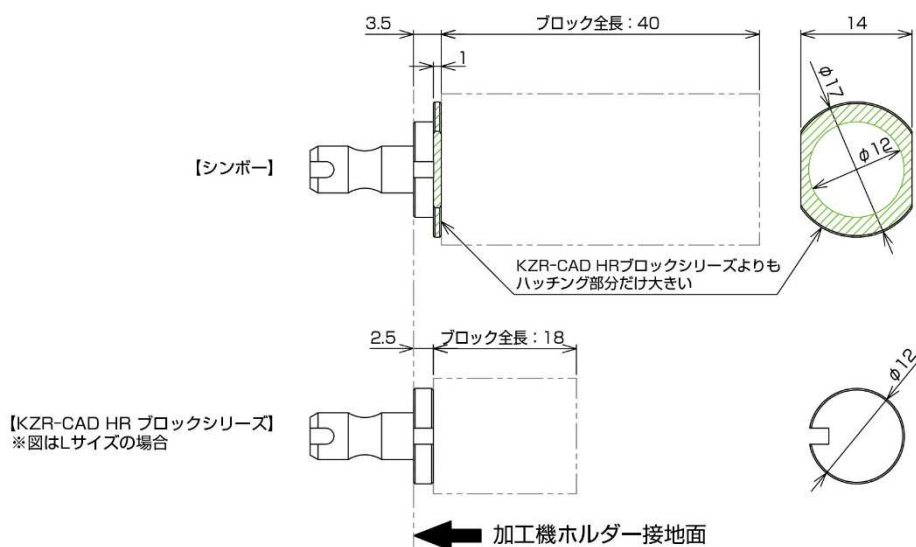 3.5
ブロック全長：40
14
1
φ17
φ12
【シンボー】
KZR-CAD HRブロックシリーズよりも
ハッチング部分だけ大きい
2.5
ブロック全長：18
φ12
【KZR-CAD HR ブロックシリーズ】
※図はLサイズの場合
加工機ホルダー接地面